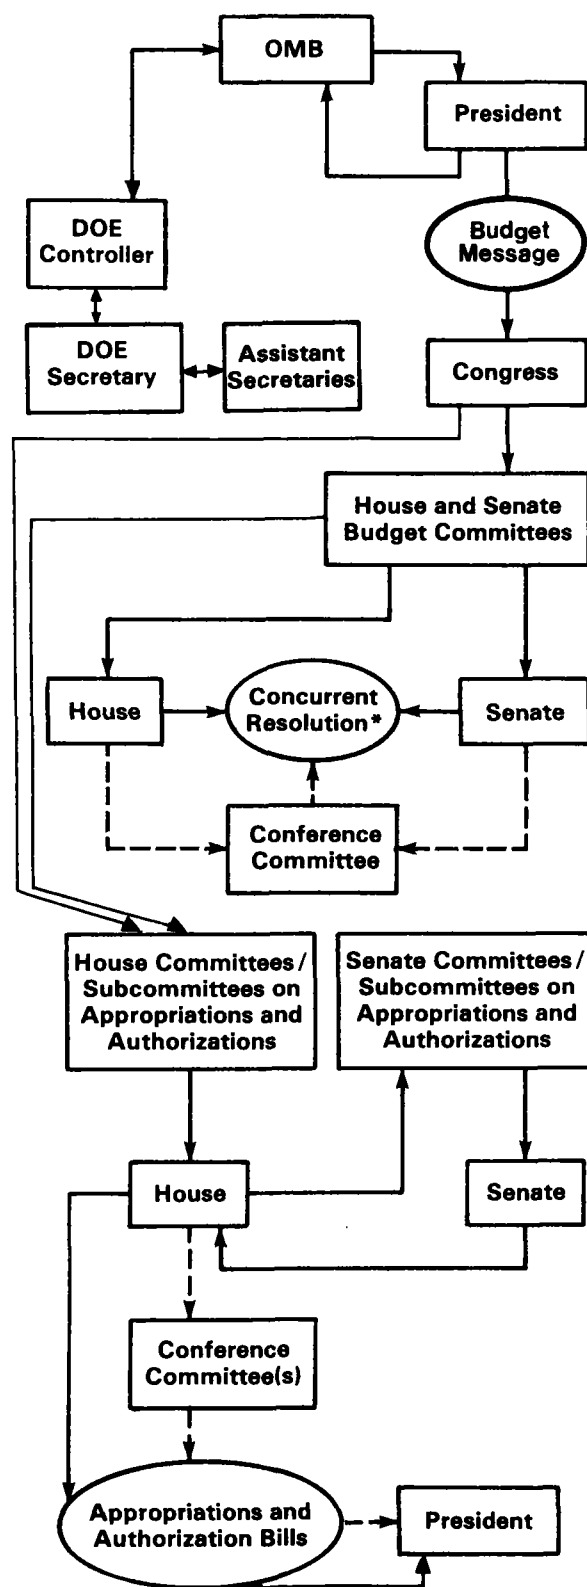 OMB
President
DOE
Controller
Budget
Message
DOE
Secretary
Assistant
Secretaries
Congress
House and Senate
Budget Committees
House
Concurrent
Resolution*
Senate
Conference
Committee
House Committees/
Subcommittees on
Appropriations and
Authorizations
Senate Committees/
Subcommittees on
Appropriations and
Authorizations
House
Senate
Conference
Committee(s)
Appropriations and
Authorization Bills
President